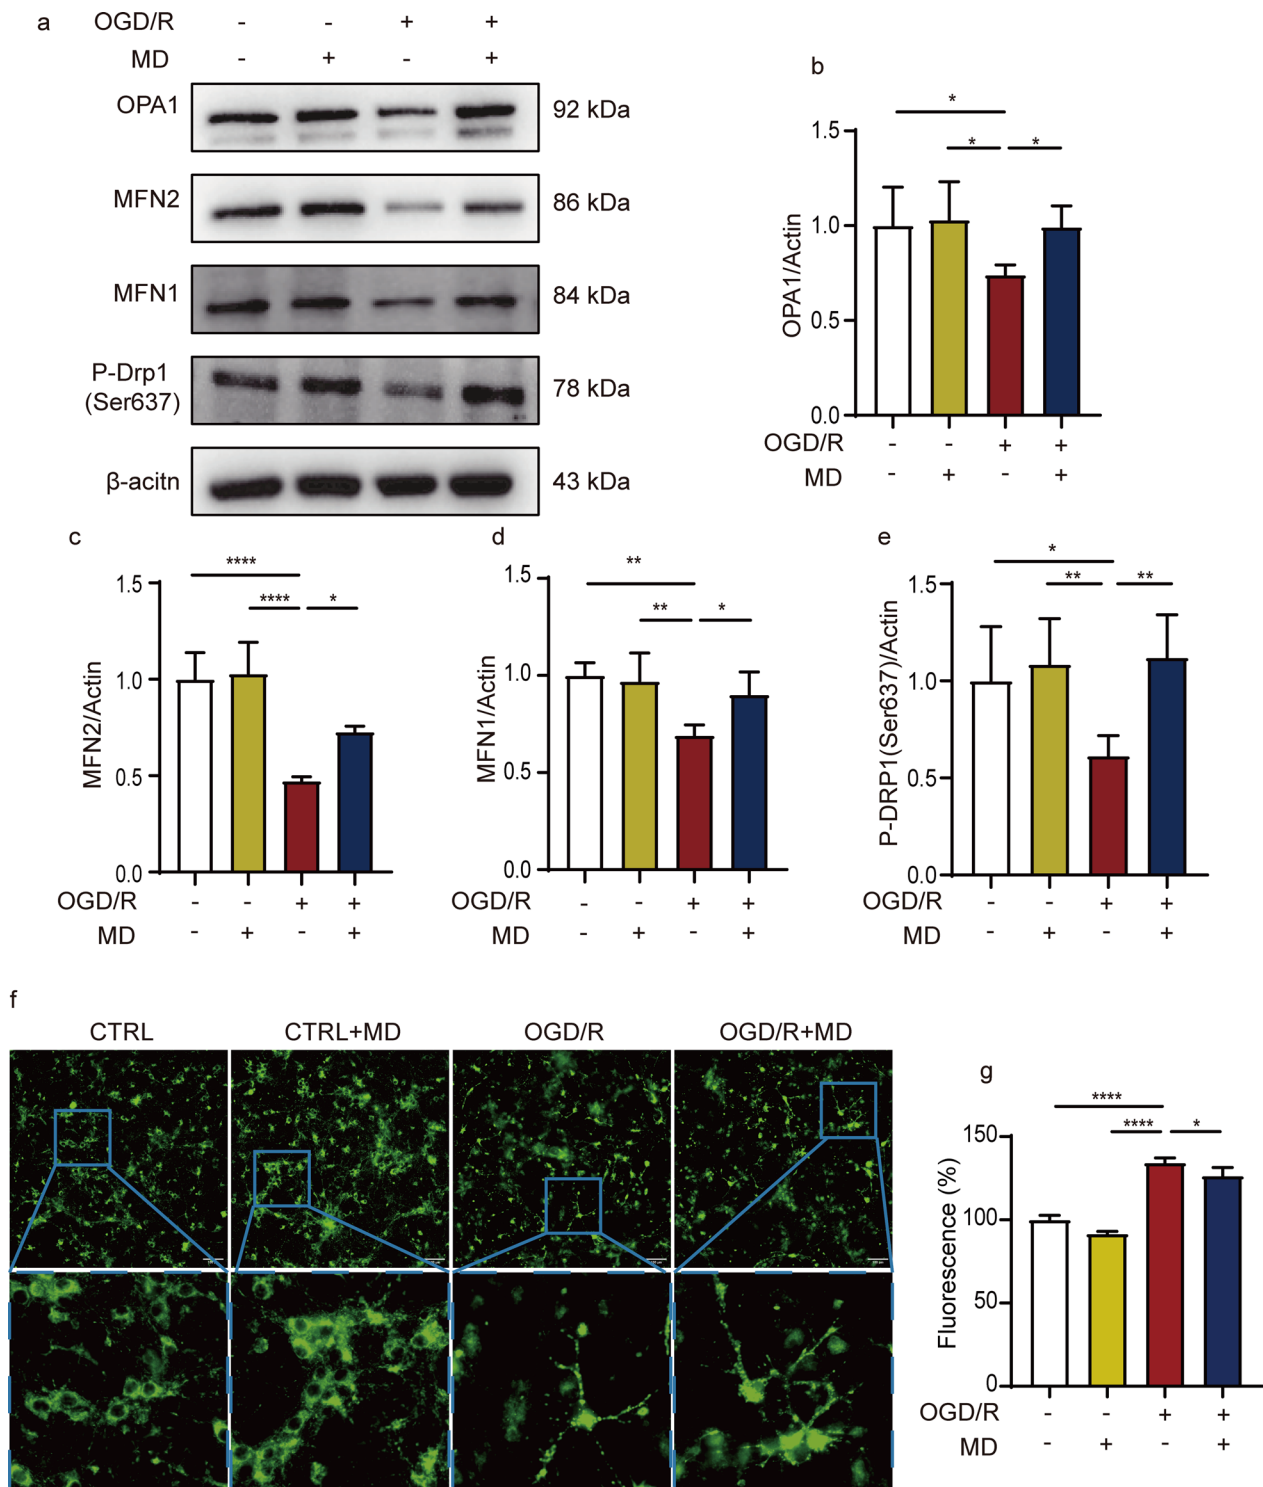 a
OGD/R - - + +
MD - + - +
OPA1 92 kDa
MFN2 86 kDa
MFN1 84 kDa
P-Drp1
(Ser637) 78 kDa
β-acitn 43 kDa
b
*
* *
OPA1/Actin
1.5
1.0
0.5
0.0
OGD/R - - + +
MD - + - +
c
****
**** *
MFN2/Actin
1.5
1.0
0.5
0.0
OGD/R - - + +
MD - + - +
d
**
** *
MFN1/Actin
1.5
1.0
0.5
0.0
OGD/R - - + +
MD - + - +
e
*
** **
P-DRP1(Ser637)/Actin
1.5
1.0
0.5
0.0
OGD/R - - + +
MD - + - +
f
CTRL CTRL+MD OGD/R OGD/R+MD
g
****
**** *
Fluorescence (%)
150
100
50
0
OGD/R - - + +
MD - + - +